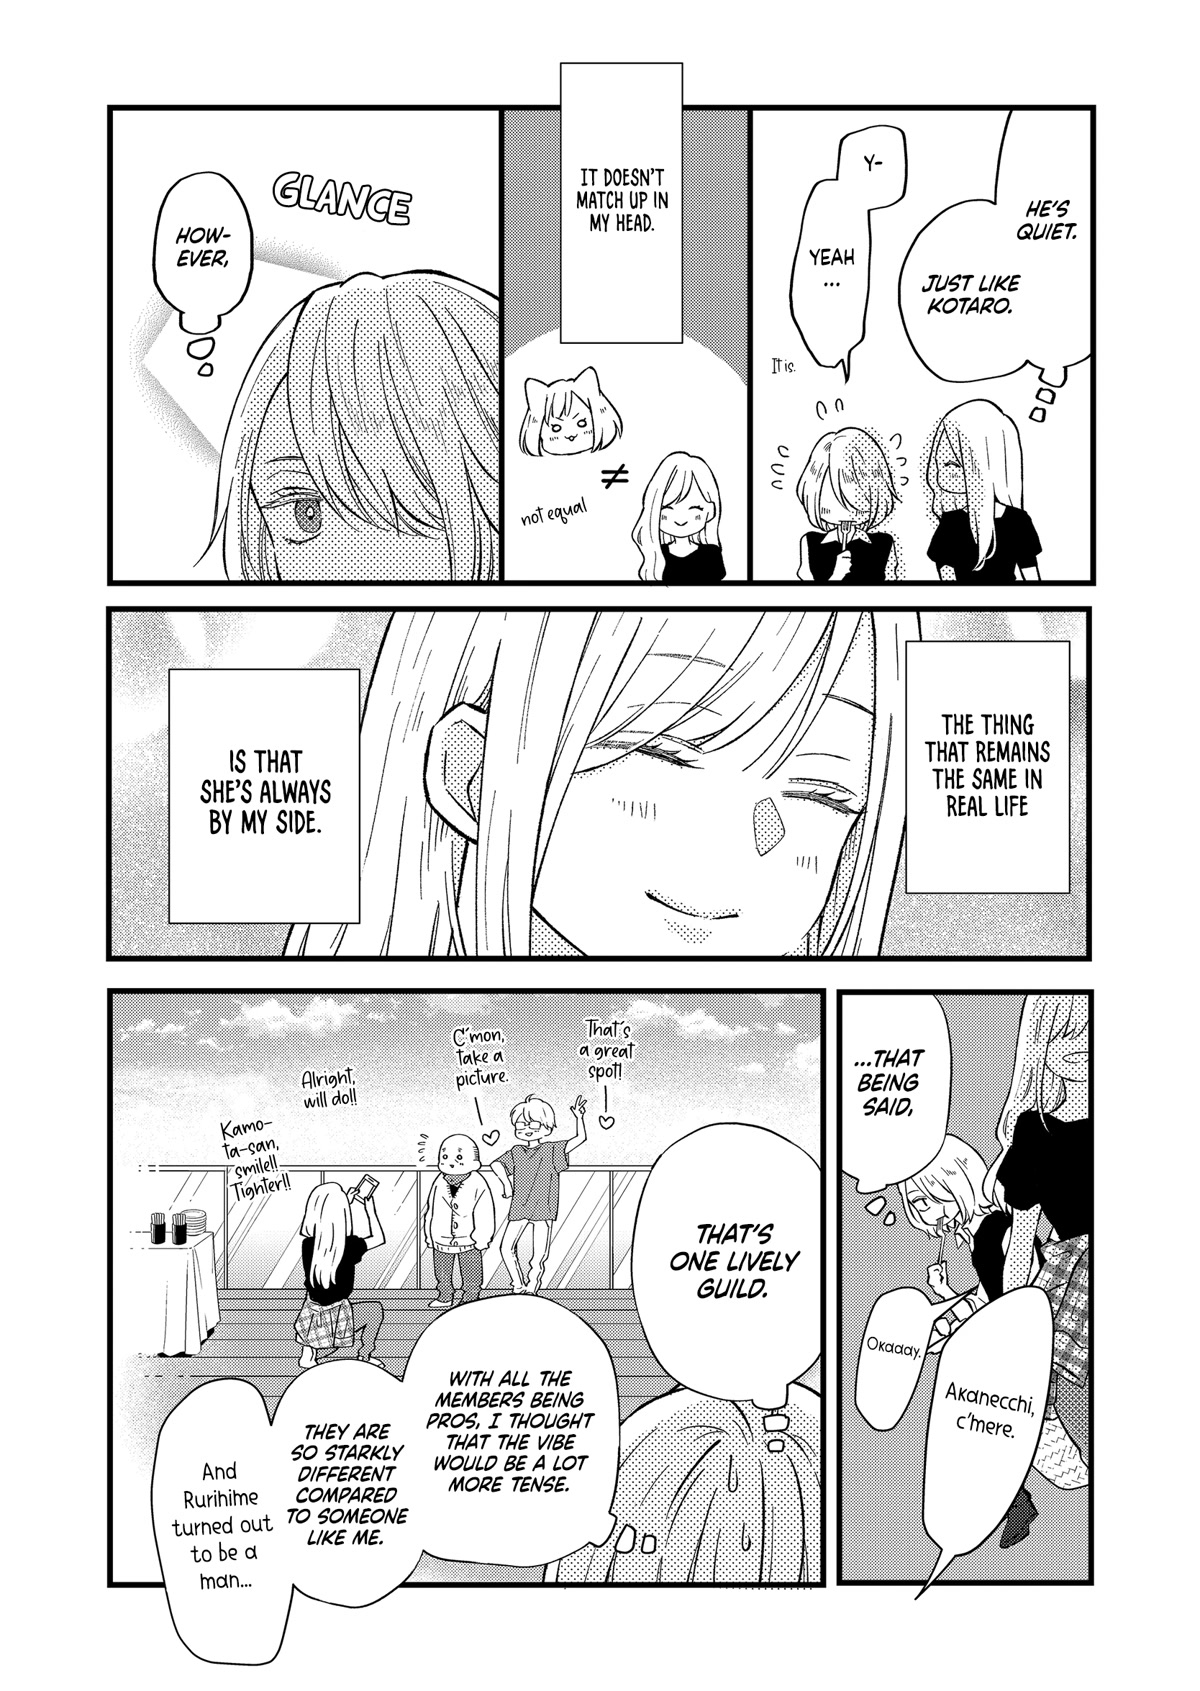 HE'S
QUIET.
JUST LIKE
KOTARO.
Y-
YEAH
...
It is.
IT DOESN'T
MATCH UP IN
MY HEAD.
≠
not equal
GLANCE
HOW-
EVER,
THE THING
THAT REMAINS
THE SAME IN
REAL LIFE
IS THAT
SHE'S ALWAYS
BY MY SIDE.
...THAT
BEING
SAID,
Akanecchi,
c'mere.
Okaaay.
That's
a great
spot!
C'mon,
take a
picture.
Alright,
will do!!
Kamo-
ta-san,
smile!!
Tighter!!
THAT'S
ONE LIVELY
GUILD.
WITH ALL THE
MEMBERS BEING
PROS, I THOUGHT
THAT THE VIBE
WOULD BE A LOT
MORE TENSE.
THEY ARE
SO STARKLY
DIFFERENT
COMPARED
TO SOMEONE
LIKE ME.
And
Rurihime
turned out
to be a
man...